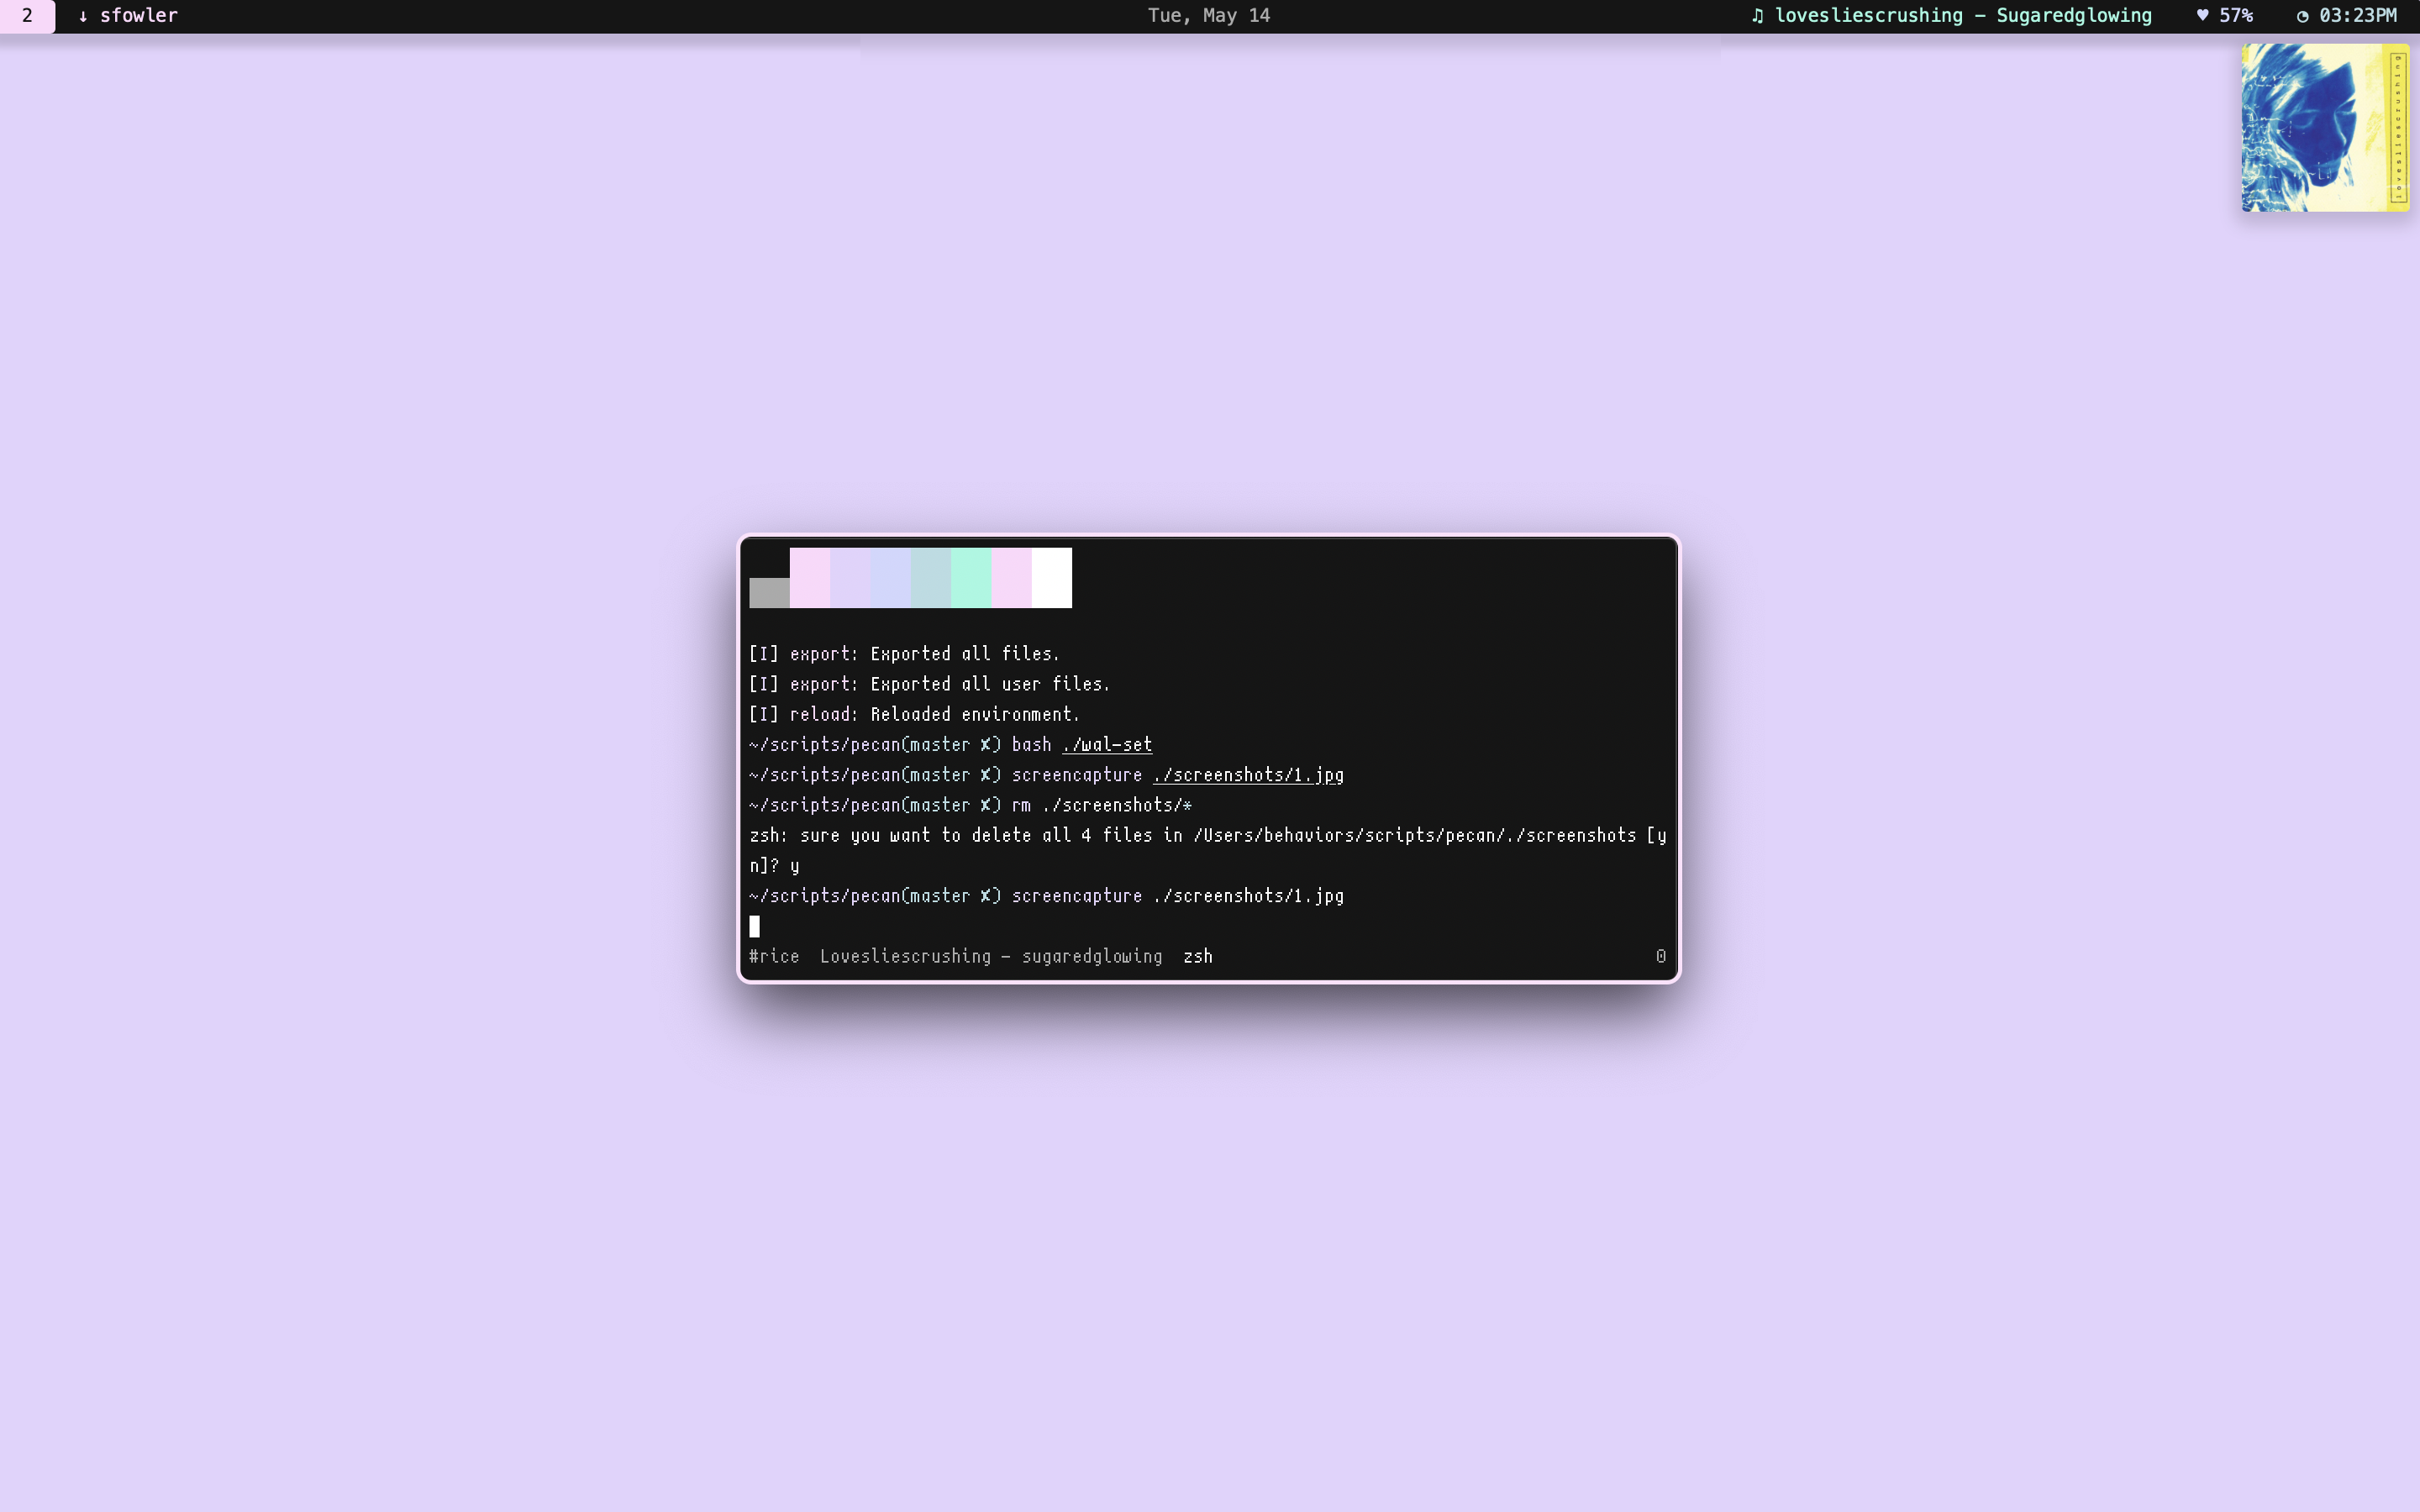 2 ↓ sfowler Tue, May 14 ♫ lovesliescrushing – Sugaredglowing ♥ 57% ◔ 03:23PM
lovesliescrushing
[I] export: Exported all files.
[I] export: Exported all user files.
[I] reload: Reloaded environment.
~/scripts/pecan(master ✘) bash ./wal-set
~/scripts/pecan(master ✘) screencapture ./screenshots/1.jpg
~/scripts/pecan(master ✘) rm ./screenshots/*
zsh: sure you want to delete all 4 files in /Users/behaviors/scripts/pecan/./screenshots [y
n]? y
~/scripts/pecan(master ✘) screencapture ./screenshots/1.jpg
#rice Lovesliescrushing – sugaredglowing zsh 0